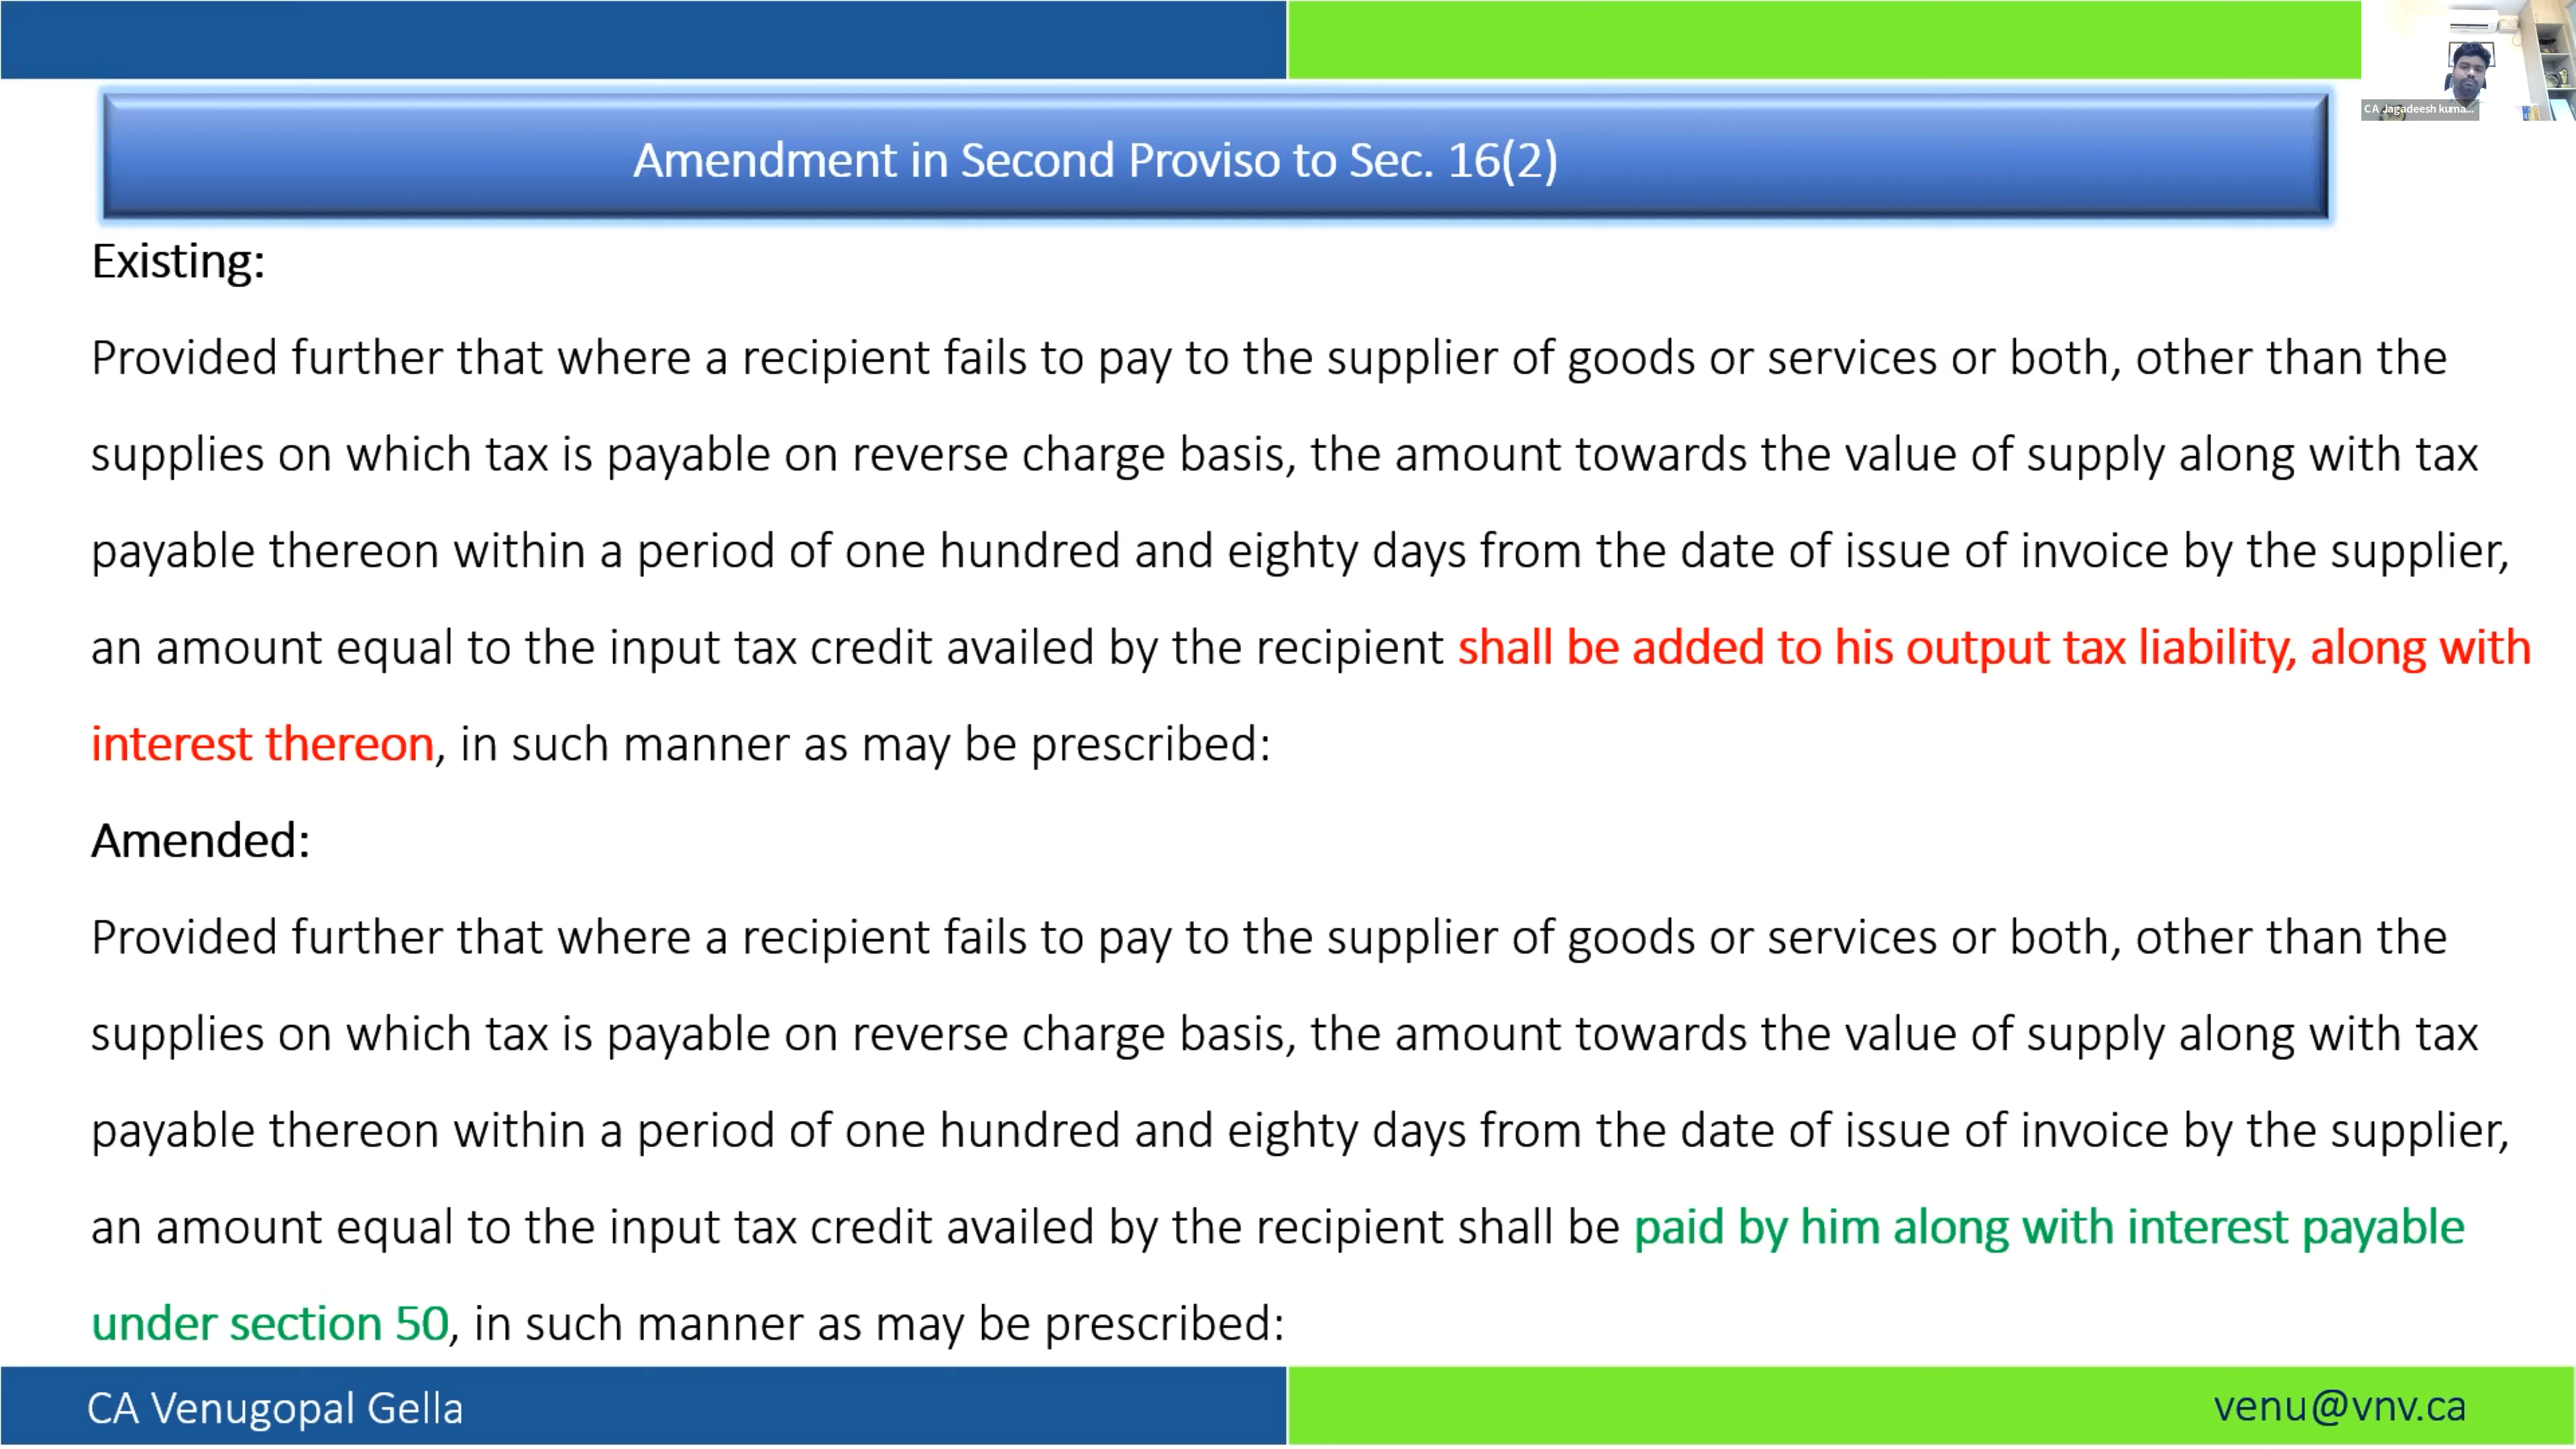 CA Jagadeesh kuma...
Amendment in Second Proviso to Sec. 16(2)
Existing:
Provided further that where a recipient fails to pay to the supplier of goods or services or both, other than the
supplies on which tax is payable on reverse charge basis, the amount towards the value of supply along with tax
payable thereon within a period of one hundred and eighty days from the date of issue of invoice by the supplier,
an amount equal to the input tax credit availed by the recipient shall be added to his output tax liability, along with
interest thereon, in such manner as may be prescribed:
Amended:
Provided further that where a recipient fails to pay to the supplier of goods or services or both, other than the
supplies on which tax is payable on reverse charge basis, the amount towards the value of supply along with tax
payable thereon within a period of one hundred and eighty days from the date of issue of invoice by the supplier,
an amount equal to the input tax credit availed by the recipient shall be paid by him along with interest payable
under section 50, in such manner as may be prescribed:
CA Venugopal Gella
venu@vnv.ca